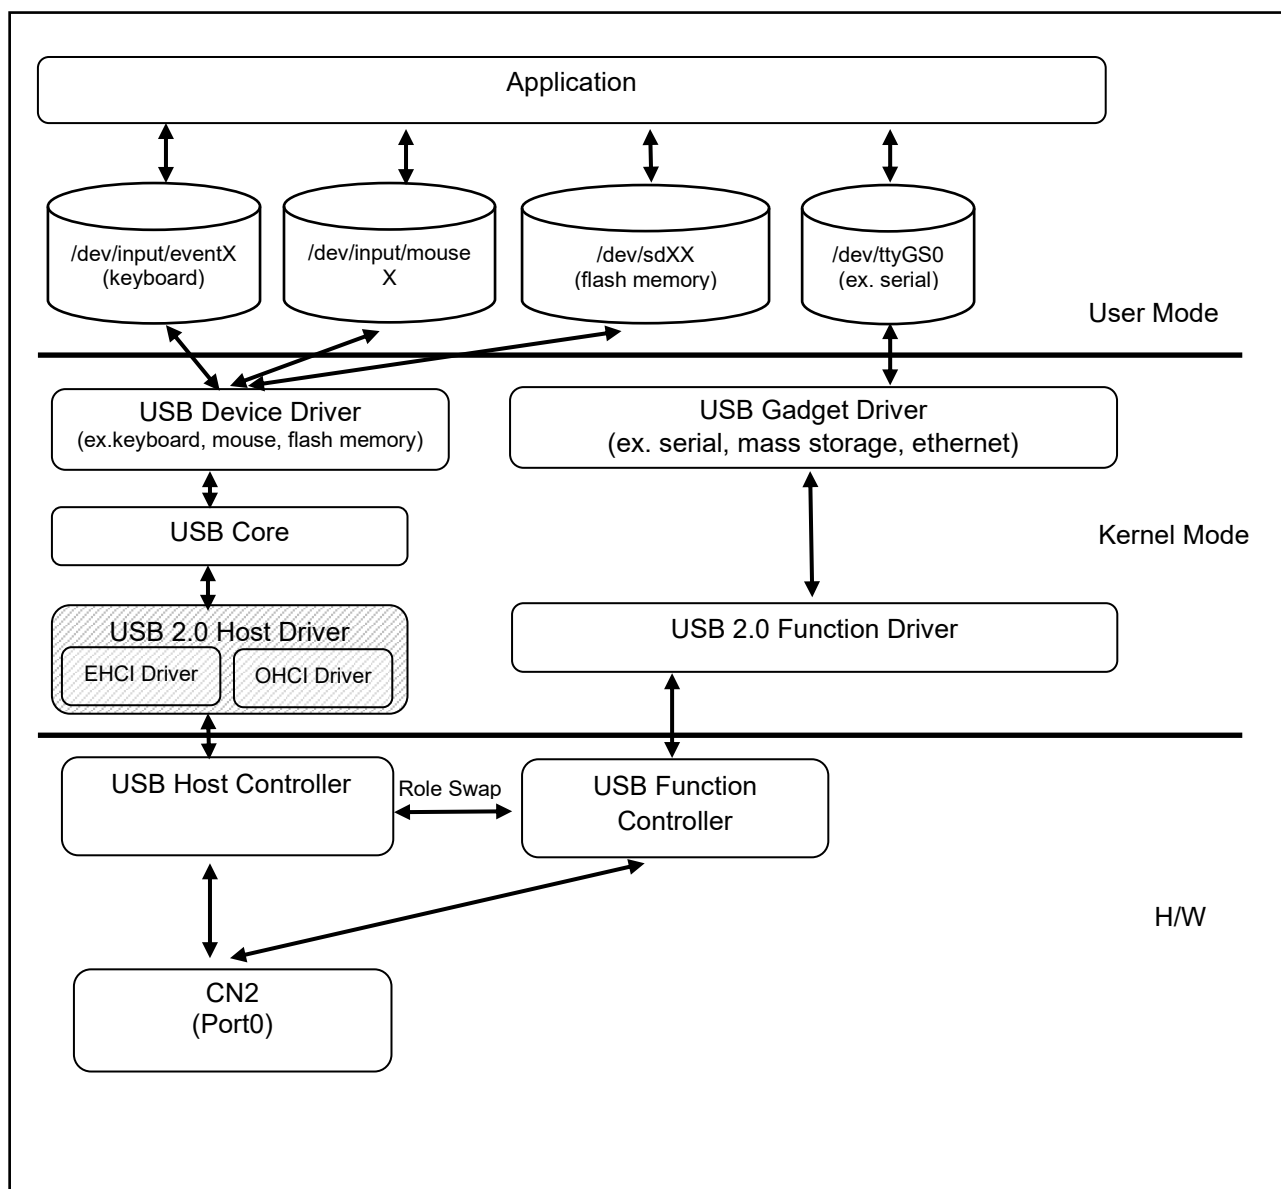 Application
/dev/input/eventX
(keyboard)
/dev/input/mouse
X
/dev/sdXX
(flash memory)
/dev/ttyGS0
(ex. serial)
User Mode
USB Device Driver
(ex.keyboard, mouse, flash memory)
USB Gadget Driver
(ex. serial, mass storage, ethernet)
USB Core
Kernel Mode
USB 2.0 Host Driver
EHCI Driver
OHCI Driver
USB 2.0 Function Driver
USB Host Controller
Role Swap
USB Function
Controller
H/W
CN2
(Port0)